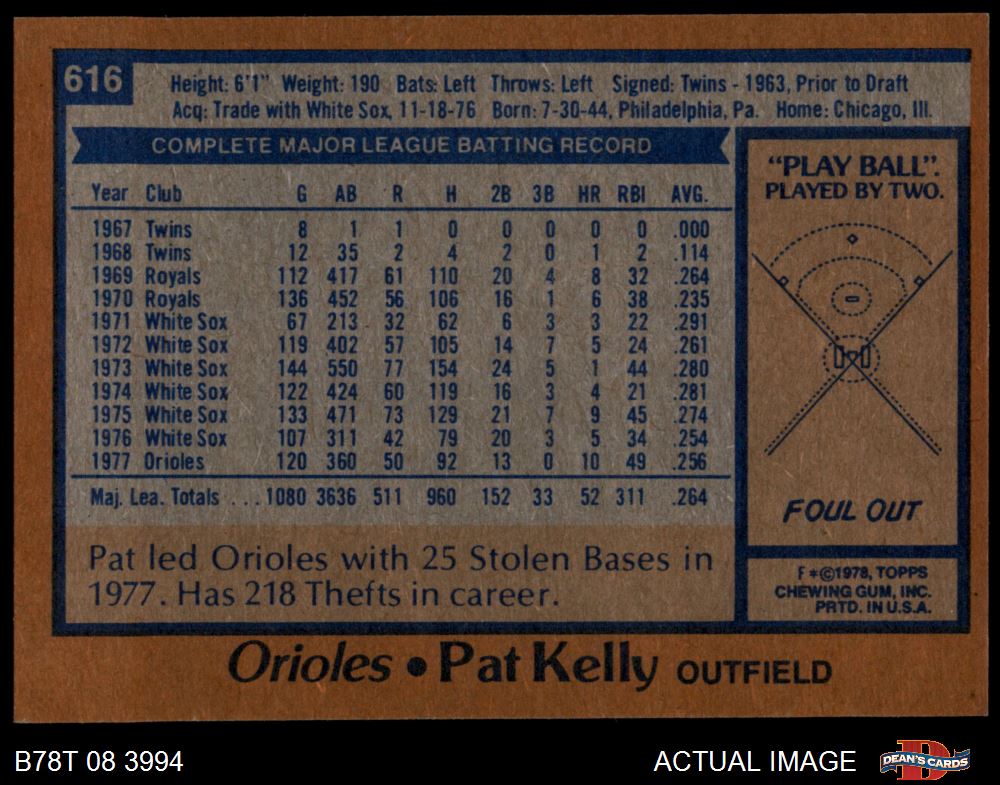 616
Height: 6'1" Weight: 190 Bats: Left Throws: Left Signed: Twins - 1963, Prior to Draft
Acq: Trade with White Sox, 11-18-76 Born: 7-30-44, Philadelphia, Pa. Home: Chicago, Ill.
COMPLETE MAJOR LEAGUE BATTING RECORD
Year Club G AB R H 2B 3B HR RBI AVG.
1967 Twins 8 1 1 0 0 0 0 0 .000
1968 Twins 12 35 2 4 2 0 1 2 .114
1969 Royals 112 417 61 110 20 4 8 32 .264
1970 Royals 136 452 56 106 16 1 6 38 .235
1971 White Sox 67 213 32 62 6 3 3 22 .291
1972 White Sox 119 402 57 105 14 7 5 24 .261
1973 White Sox 144 550 77 154 24 5 1 44 .280
1974 White Sox 122 424 60 119 16 3 4 21 .281
1975 White Sox 133 471 73 129 21 7 9 45 .274
1976 White Sox 107 311 42 79 20 3 5 34 .254
1977 Orioles 120 360 50 92 13 0 10 49 .256
Maj. Lea. Totals ... 1080 3636 511 960 152 33 52 311 .264
Pat led Orioles with 25 Stolen Bases in
1977. Has 218 Thefts in career.
"PLAY BALL".
PLAYED BY TWO.
FOUL OUT
F*©1978, TOPPS
CHEWING GUM, INC.
PRTD. IN U.S.A.
Orioles • Pat Kelly OUTFIELD
B78T 08 3994
ACTUAL IMAGE
D
DEAN'S CARDS